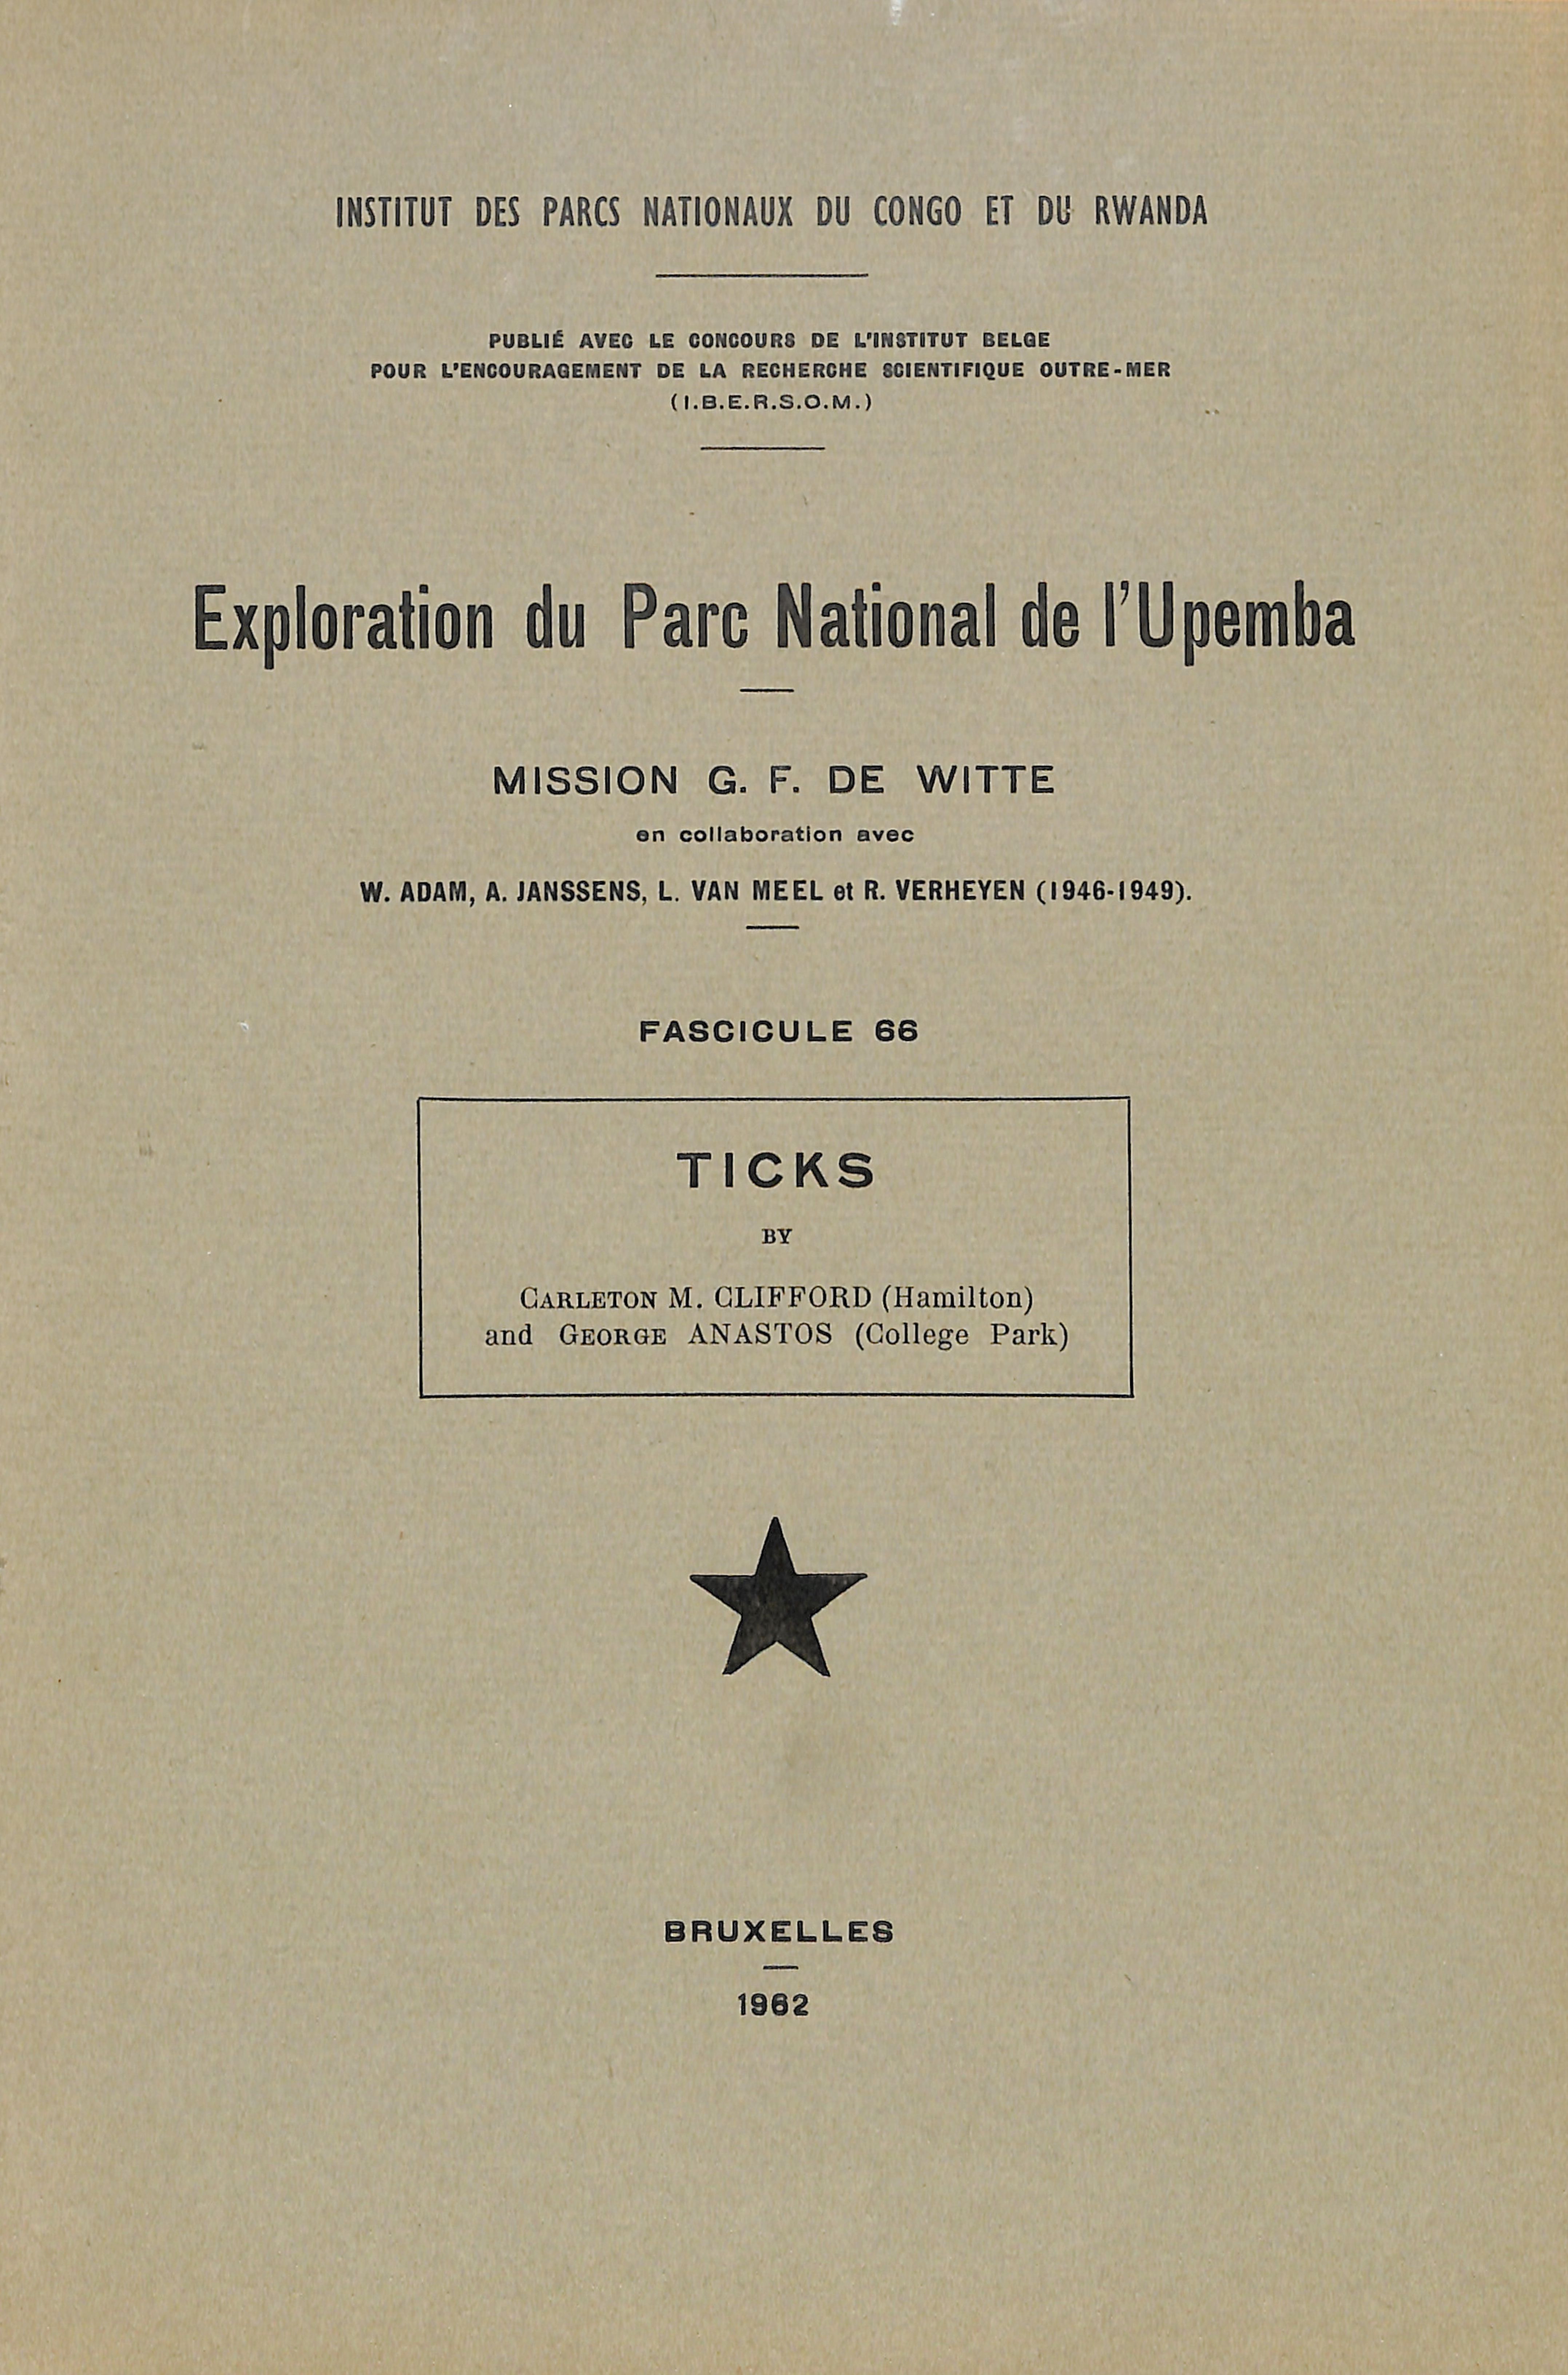 INSTITUT DES PARCS NATIONAUX DU CONGO ET DU RWANDA
PUBLIÉ AVEC LE CONCOURS DE L'INSTITUT BELGE
POUR L'ENCOURAGEMENT DE LA RECHERCHE SCIENTIFIQUE OUTRE-MER
(I.B.E.R.S.O.M.)
Exploration du Parc National de l'Upemba
MISSION G. F. DE WITTE
en collaboration avec
W. ADAM, A. JANSSENS, L. VAN MEEL et R. VERHEYEN (1946-1949).
FASCICULE 66
TICKS
BY
CARLETON M. CLIFFORD (Hamilton)
and GEORGE ANASTOS (College Park)
BRUXELLES
1962